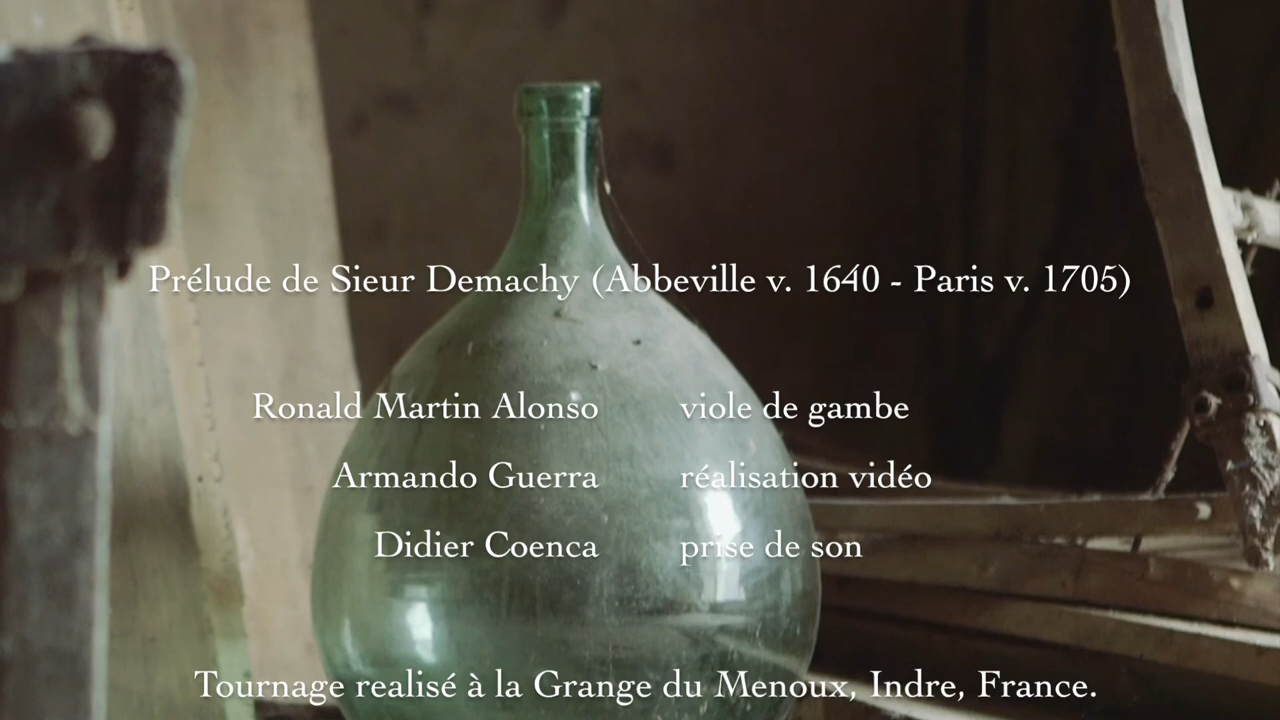 Prélude de Sieur Demachy (Abbeville v. 1640 - Paris v. 1705)
Ronald Martin Alonso viole de gambe
Armando Guerra réalisation vidéo
Didier Coenca prise de son
Tournage realisé à la Grange du Menoux, Indre, France.